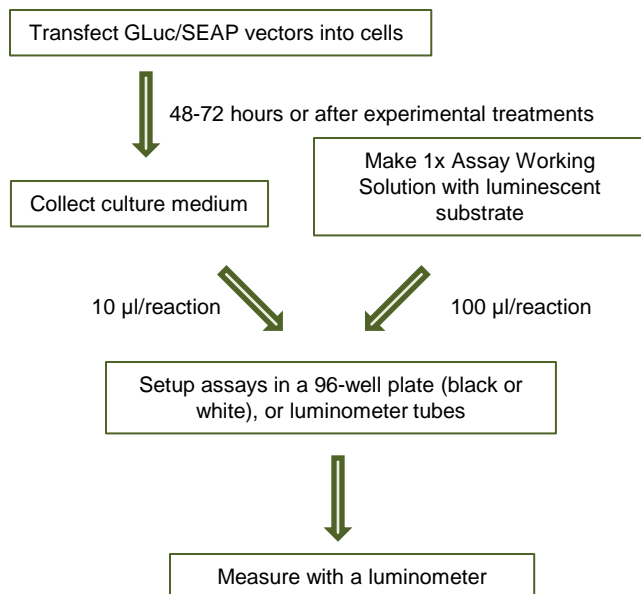 Transfect GLuc/SEAP vectors into cells
48-72 hours or after experimental treatments
Collect culture medium
Make 1x Assay Working
Solution with luminescent
substrate
10 µl/reaction
100 µl/reaction
Setup assays in a 96-well plate (black or
white), or luminometer tubes
Measure with a luminometer